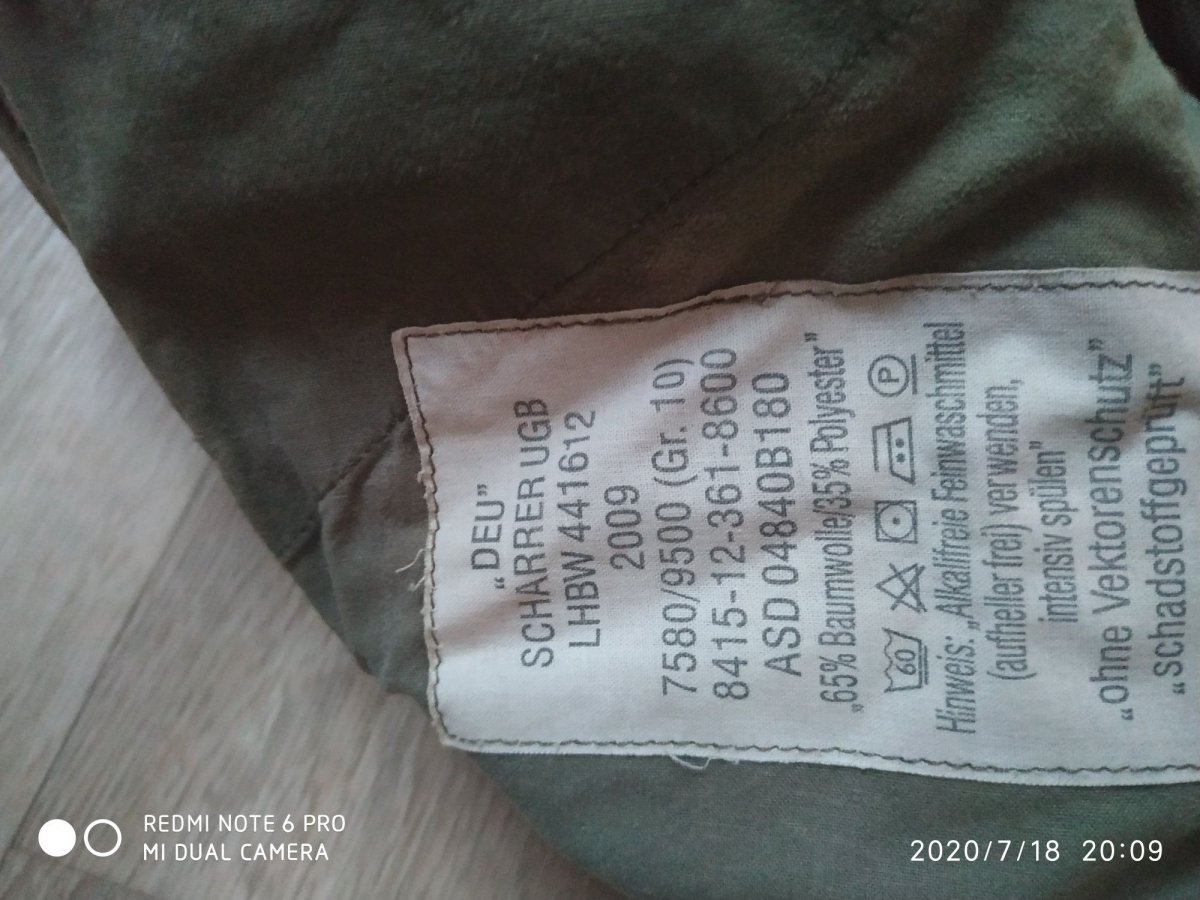 „DEU”
SCHARRER UGB
LHBW 441612
2009
7580/9500 (Gr. 10)
8415-12-361-8600
ASD 04840B180
„65% Baumwolle/35% Polyester”
60 P
Hinweis: „Alkalifreie Feinwaschmittel
(aufheller frei) verwenden,
intensiv spülen”
„ohne Vektorenschutz”
„schadstoffgeprüft”
REDMI NOTE 6 PRO
MI DUAL CAMERA
2020/7/18 20:09